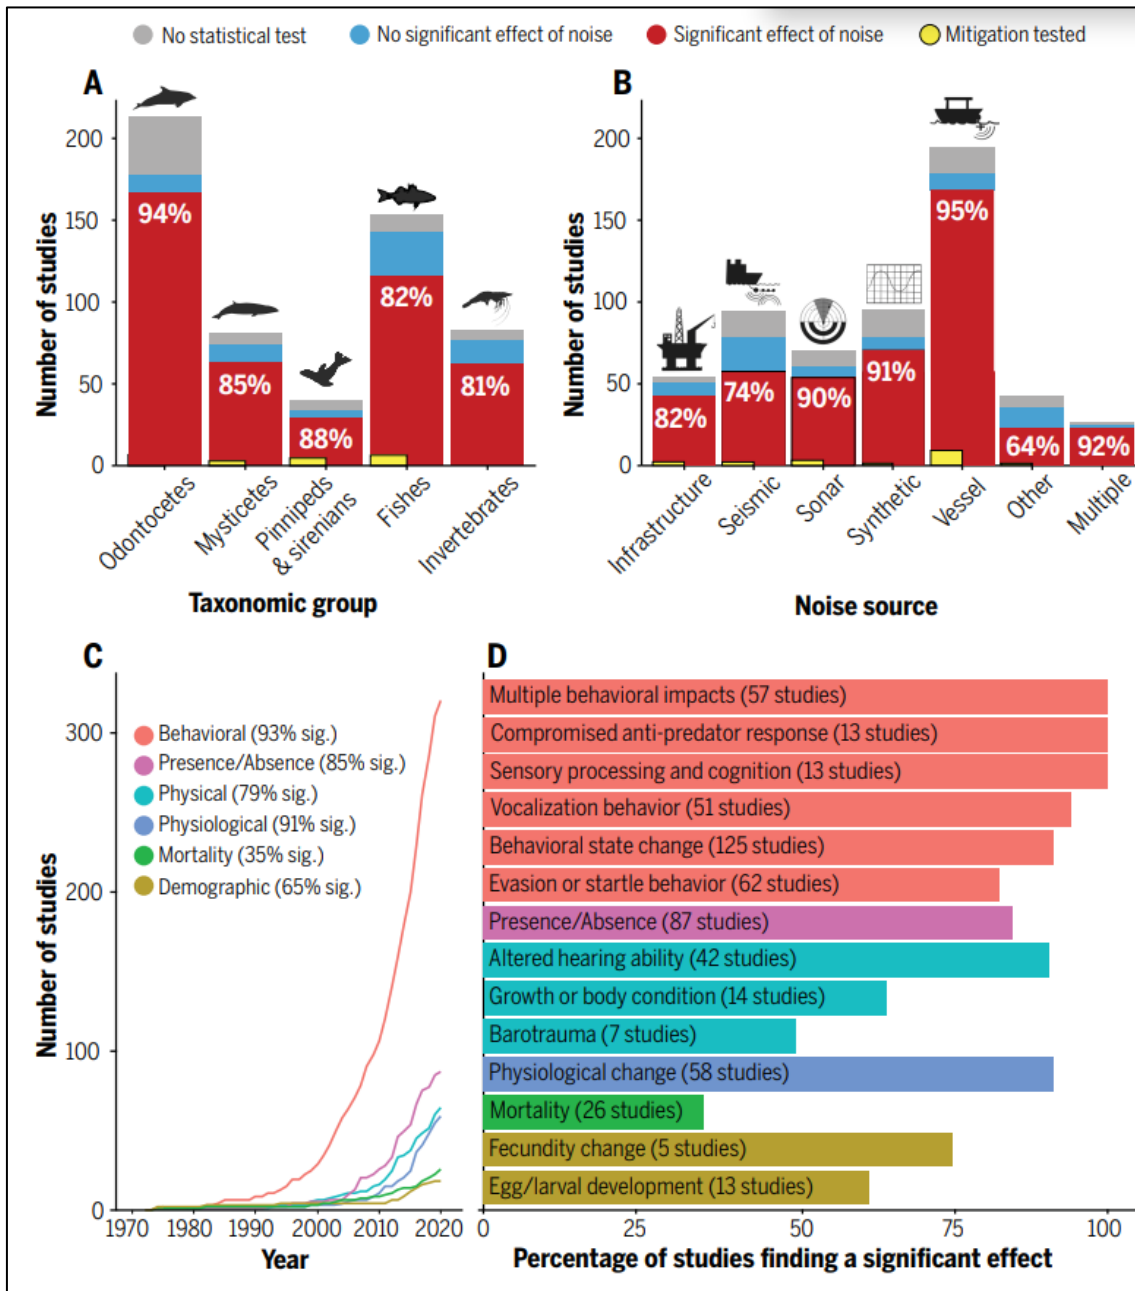 No statistical test No significant effect of noise Significant effect of noise Mitigation tested
A
Number of studies
200
150
100
50
0
94%
85%
88%
82%
81%
Odontocetes
Mysticetes
Pinnipeds
& sirenians
Fishes
Invertebrates
Taxonomic group
B
Number of studies
200
150
100
50
0
82%
74%
90%
91%
95%
64%
92%
Infrastructure
Seismic
Sonar
Synthetic
Vessel
Other
Multiple
Noise source
C
Number of studies
300
200
100
0
Behavioral (93% sig.)
Presence/Absence (85% sig.)
Physical (79% sig.)
Physiological (91% sig.)
Mortality (35% sig.)
Demographic (65% sig.)
1970 1980 1990 2000 2010 2020
Year
D
Multiple behavioral impacts (57 studies)
Compromised anti-predator response (13 studies)
Sensory processing and cognition (13 studies)
Vocalization behavior (51 studies)
Behavioral state change (125 studies)
Evasion or startle behavior (62 studies)
Presence/Absence (87 studies)
Altered hearing ability (42 studies)
Growth or body condition (14 studies)
Barotrauma (7 studies)
Physiological change (58 studies)
Mortality (26 studies)
Fecundity change (5 studies)
Egg/larval development (13 studies)
0 25 50 75 100
Percentage of studies finding a significant effect